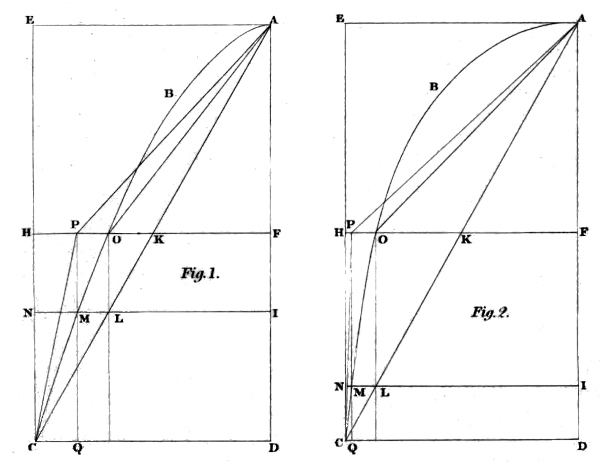 E A E A
B B
H P O K F H P O K F
Fig. 1.
N M L I
Fig. 2.
N M L I
C Q D C Q D